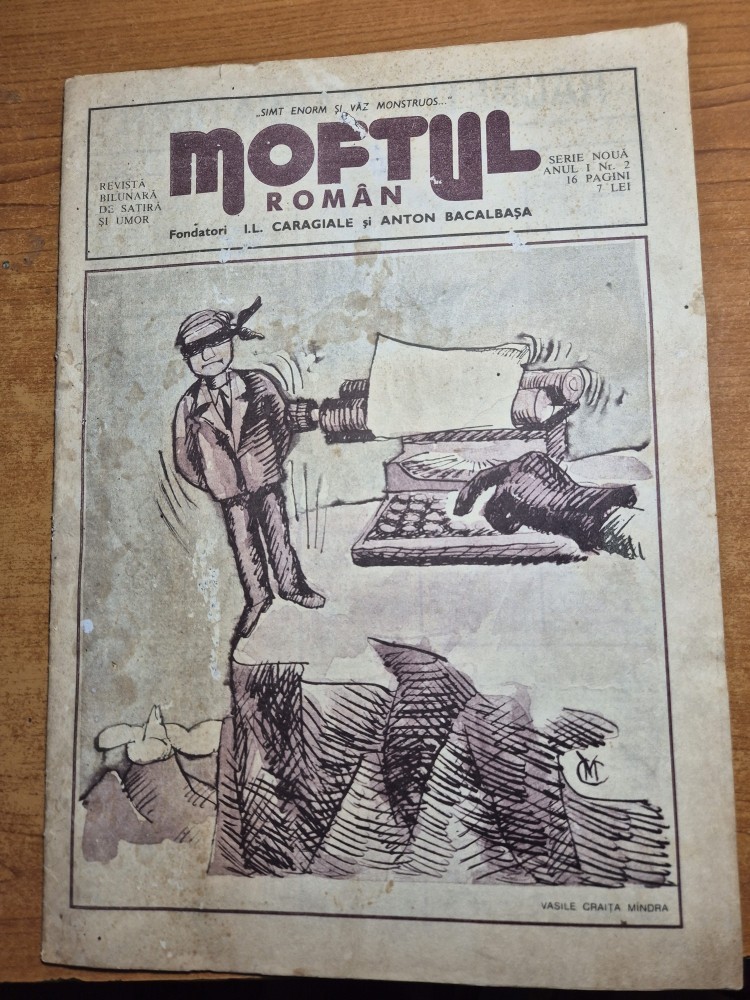 „SIMT ENORM ȘI VĂZ MONSTRUOS...”
MOFTUL
ROMÂN
REVISTĂ
BILUNARĂ
DE SATIRĂ
ȘI UMOR
SERIE NOUĂ
ANUL I Nr. 2
16 PAGINI
7 LEI
Fondatori I.L. CARAGIALE și ANTON BACALBAȘA
VASILE CRAIȚA MÎNDRA